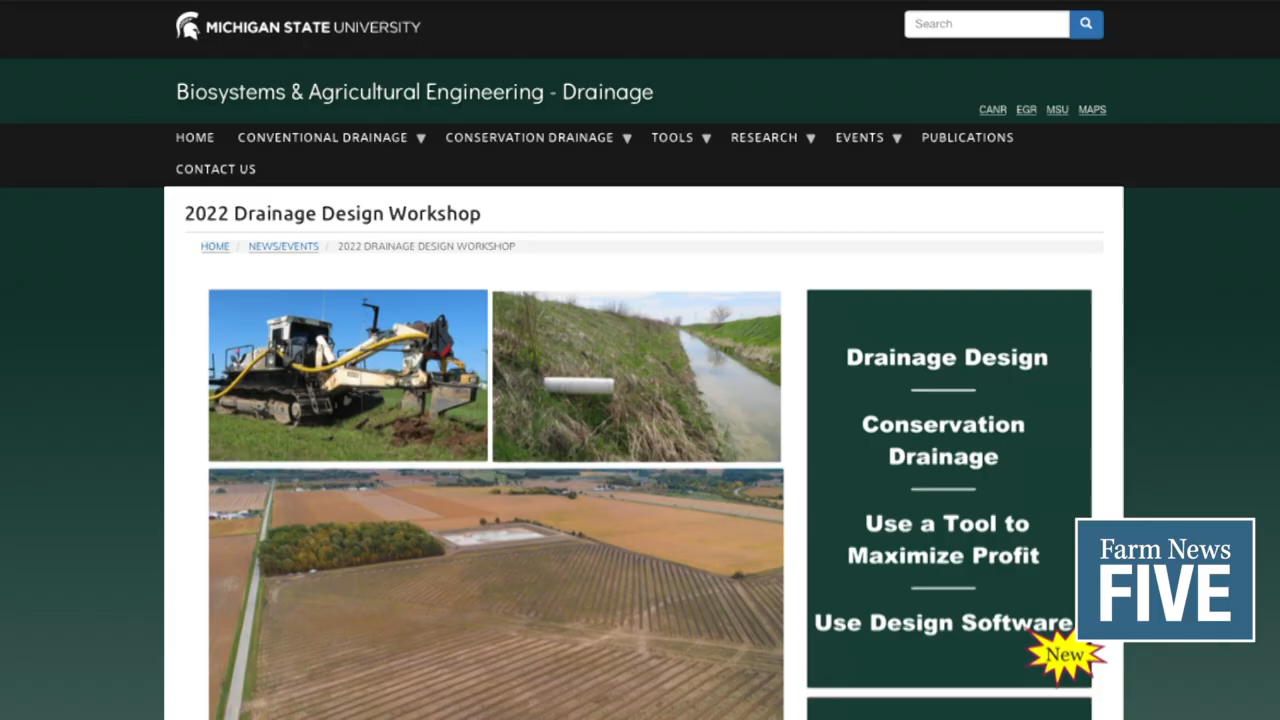 MICHIGAN STATE UNIVERSITY
Search
Biosystems & Agricultural Engineering - Drainage
CANR EGR MSU MAPS
HOME CONVENTIONAL DRAINAGE CONSERVATION DRAINAGE TOOLS RESEARCH EVENTS PUBLICATIONS
CONTACT US
2022 Drainage Design Workshop
HOME / NEWS/EVENTS / 2022 DRAINAGE DESIGN WORKSHOP
Drainage Design
Conservation
Drainage
Use a Tool to
Maximize Profit
Use Design Software
New
Farm News
FIVE